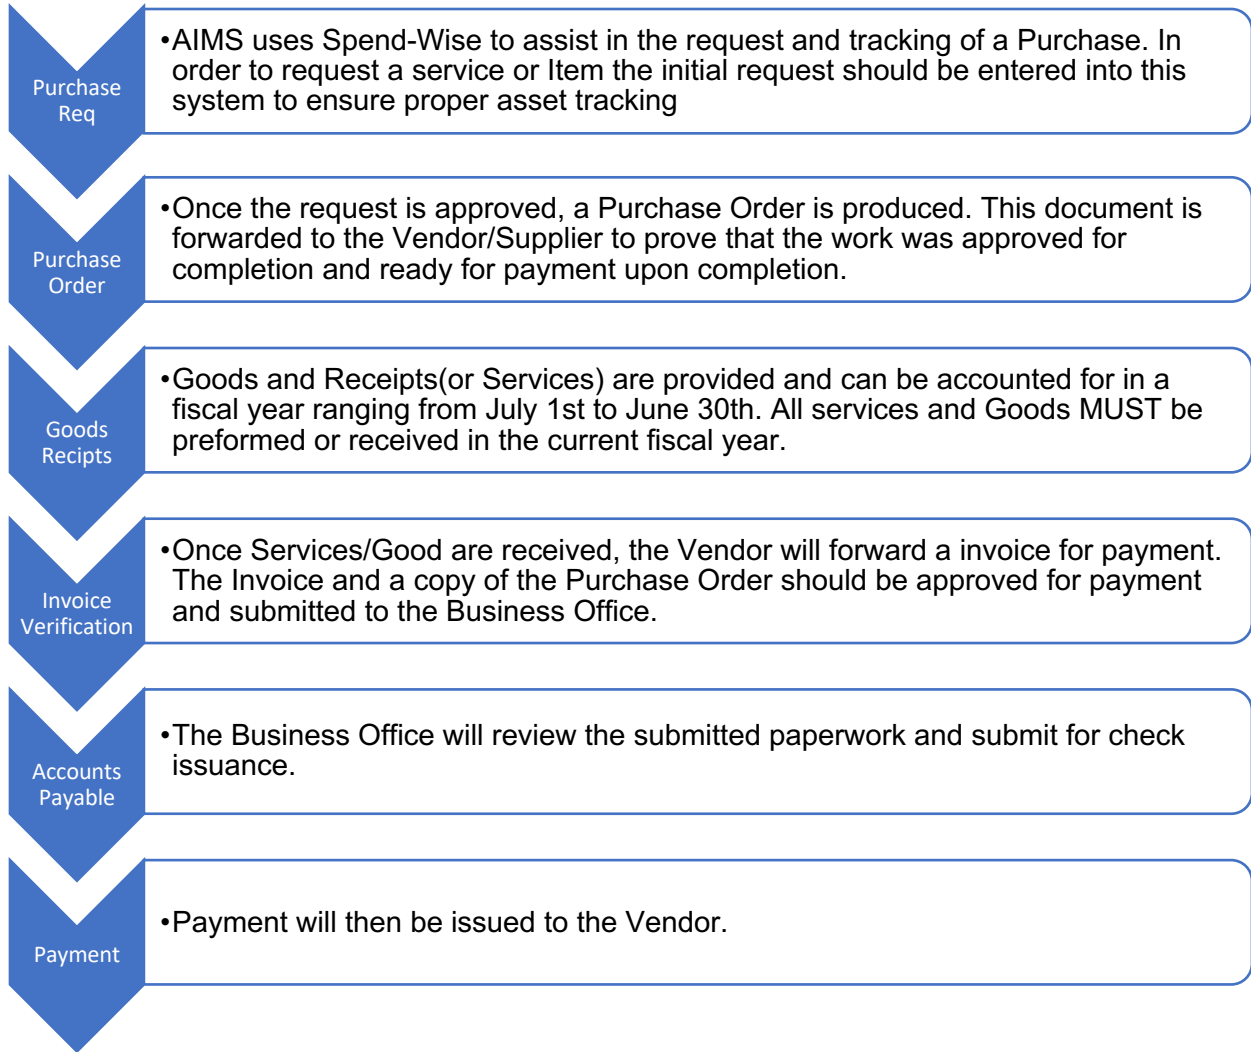 Purchase
Req
•AIMS uses Spend-Wise to assist in the request and tracking of a Purchase. In
order to request a service or Item the initial request should be entered into this
system to ensure proper asset tracking
Purchase
Order
•Once the request is approved, a Purchase Order is produced. This document is
forwarded to the Vendor/Supplier to prove that the work was approved for
completion and ready for payment upon completion.
Goods
Recipts
•Goods and Receipts(or Services) are provided and can be accounted for in a
fiscal year ranging from July 1st to June 30th. All services and Goods MUST be
preformed or received in the current fiscal year.
Invoice
Verification
•Once Services/Good are received, the Vendor will forward a invoice for payment.
The Invoice and a copy of the Purchase Order should be approved for payment
and submitted to the Business Office.
Accounts
Payable
•The Business Office will review the submitted paperwork and submit for check
issuance.
Payment
•Payment will then be issued to the Vendor.